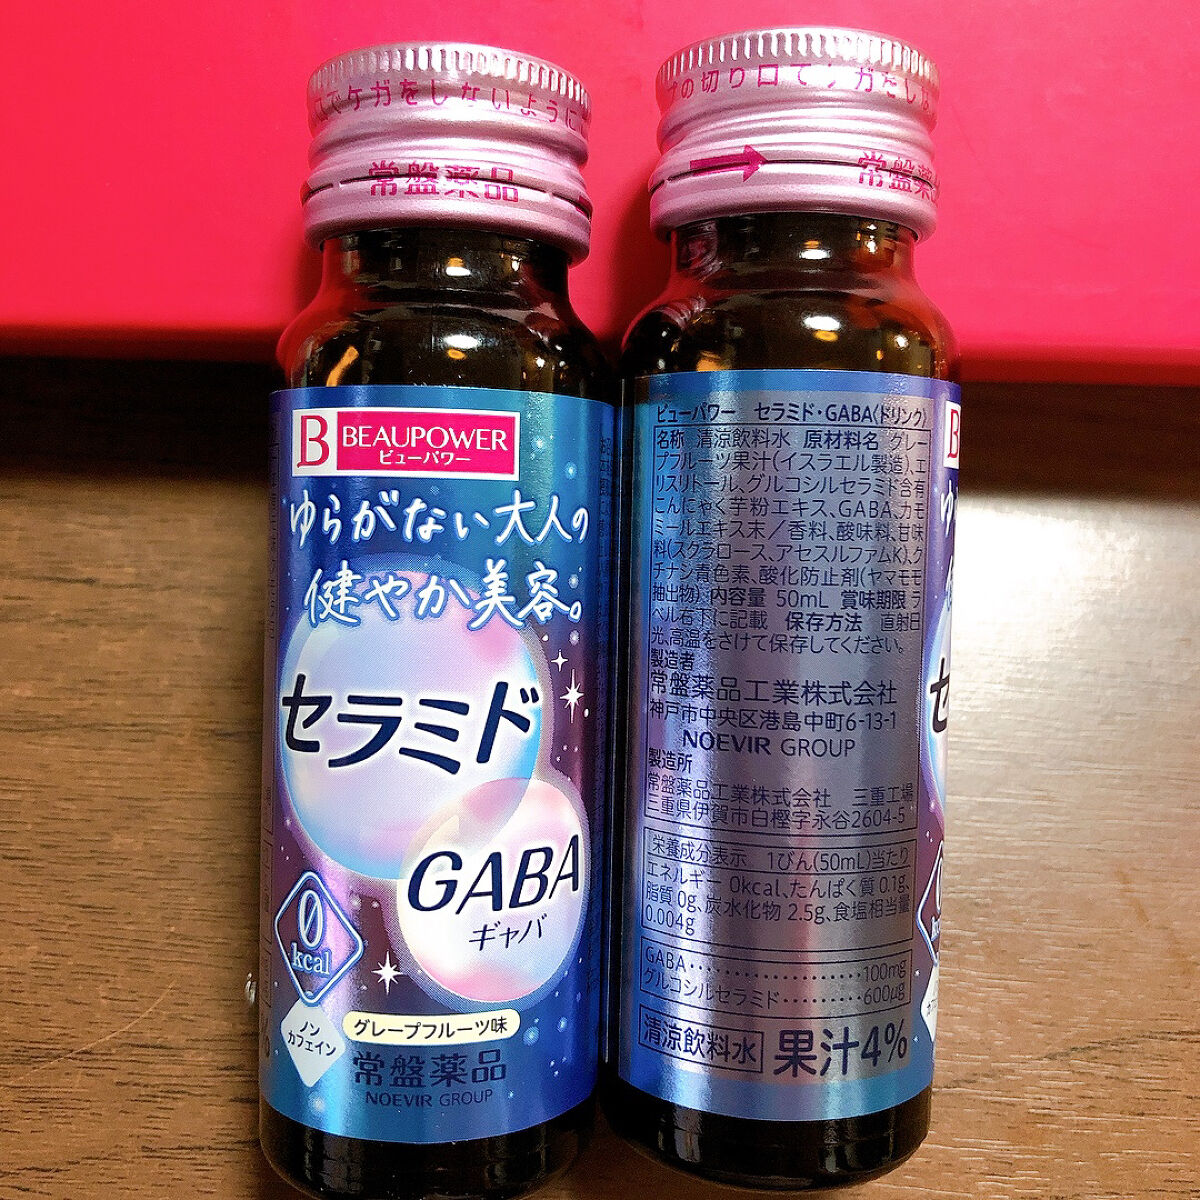 口でケガをしないようにご
常盤薬品
B BEAUPOWER
ビューパワー
ゆらがない大人の
健やか美容。
セラミド
GABA
ギャバ
0
kcal
ノン
カフェイン
グレープフルーツ味
常盤薬品
NOEVIR GROUP
プの切り口でケガをしな
常盤薬品
ビューパワー セラミド・GABA〈ドリンク〉
名称 清涼飲料水 原材料名 グレー
プフルーツ果汁(イスラエル製造)、エ
リスリトール、グルコシルセラミド含有
こんにゃく芋粉エキス、GABA、カモ
ミールエキス末／香料、酸味料、甘味
料(スクラロース、アセスルファムK)、ク
チナシ青色素、酸化防止剤(ヤマモモ
抽出物) 内容量 50mL 賞味期限 ラ
ベル右下に記載 保存方法 直射日
光、高温をさけて保存してください。
製造者
常盤薬品工業株式会社
神戸市中央区港島中町6-13-1
NOEVIR GROUP
製造所
常盤薬品工業株式会社 三重工場
三重県伊賀市白樫字永谷2604-5
栄養成分表示 1びん(50mL)当たり
エネルギー 0kcal、たんぱく質 0.1g、
脂質 0g、炭水化物 2.5g、食塩相当量
0.004g
GABA・・・・・・・・・・・・・・・・・・・・100mg
グルコシルセラミド・・・・・・・・・600μg
清涼飲料水 果汁4%